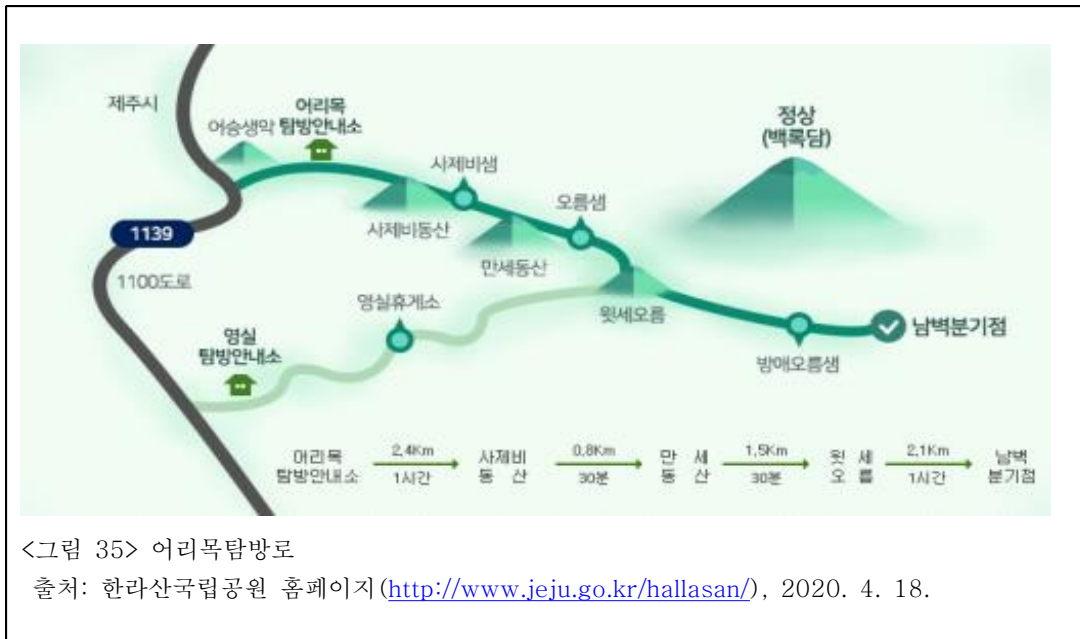 제주시
어리목
탐방안내소
어승생악
사제비샘
정상
(백록담)
오름샘
사제비동산
1139
만세동산
1100도로
영실휴게소
윗세오름
남벽분기점
영실
탐방안내소
방애오름샘
어리목
탐방안내소
2.4Km
1시간
사제비
동 산
0.8Km
30분
만 세
동 산
1.5Km
30분
윗 세
오 름
2.1Km
1시간
남벽
분기점
<그림 35> 어리목탐방로
출처: 한라산국립공원 홈페이지(http://www.jeju.go.kr/hallasan/), 2020. 4. 18.